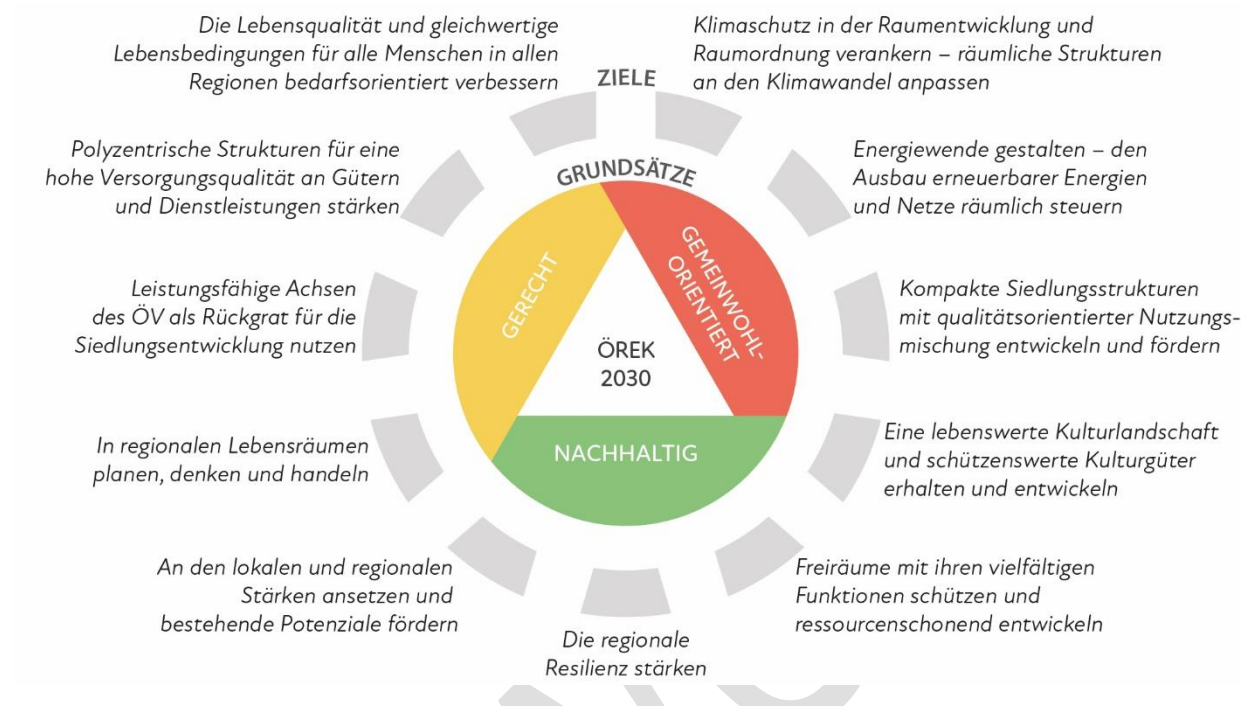 Die Lebensqualität und gleichwertige
Lebensbedingungen für alle Menschen in allen
Regionen bedarfsorientiert verbessern
Klimaschutz in der Raumentwicklung und
Raumordnung verankern – räumliche Strukturen
an den Klimawandel anpassen
ZIELE
Polyzentrische Strukturen für eine
hohe Versorgungsqualität an Gütern
und Dienstleistungen stärken
Energiewende gestalten – den
Ausbau erneuerbarer Energien
und Netze räumlich steuern
GRUNDSÄTZE
GERECHT
GEMEINWOHL-
ORIENTIERT
Leistungsfähige Achsen
des ÖV als Rückgrat für die
Siedlungsentwicklung nutzen
Kompakte Siedlungsstrukturen
mit qualitätsorientierter Nutzungs-
mischung entwickeln und fördern
ÖREK
2030
NACHHALTIG
In regionalen Lebensräumen
planen, denken und handeln
Eine lebenswerte Kulturlandschaft
und schützenswerte Kulturgüter
erhalten und entwickeln
An den lokalen und regionalen
Stärken ansetzen und
bestehende Potenziale fördern
Freiräume mit ihren vielfältigen
Funktionen schützen und
ressourcenschonend entwickeln
Die regionale
Resilienz stärken